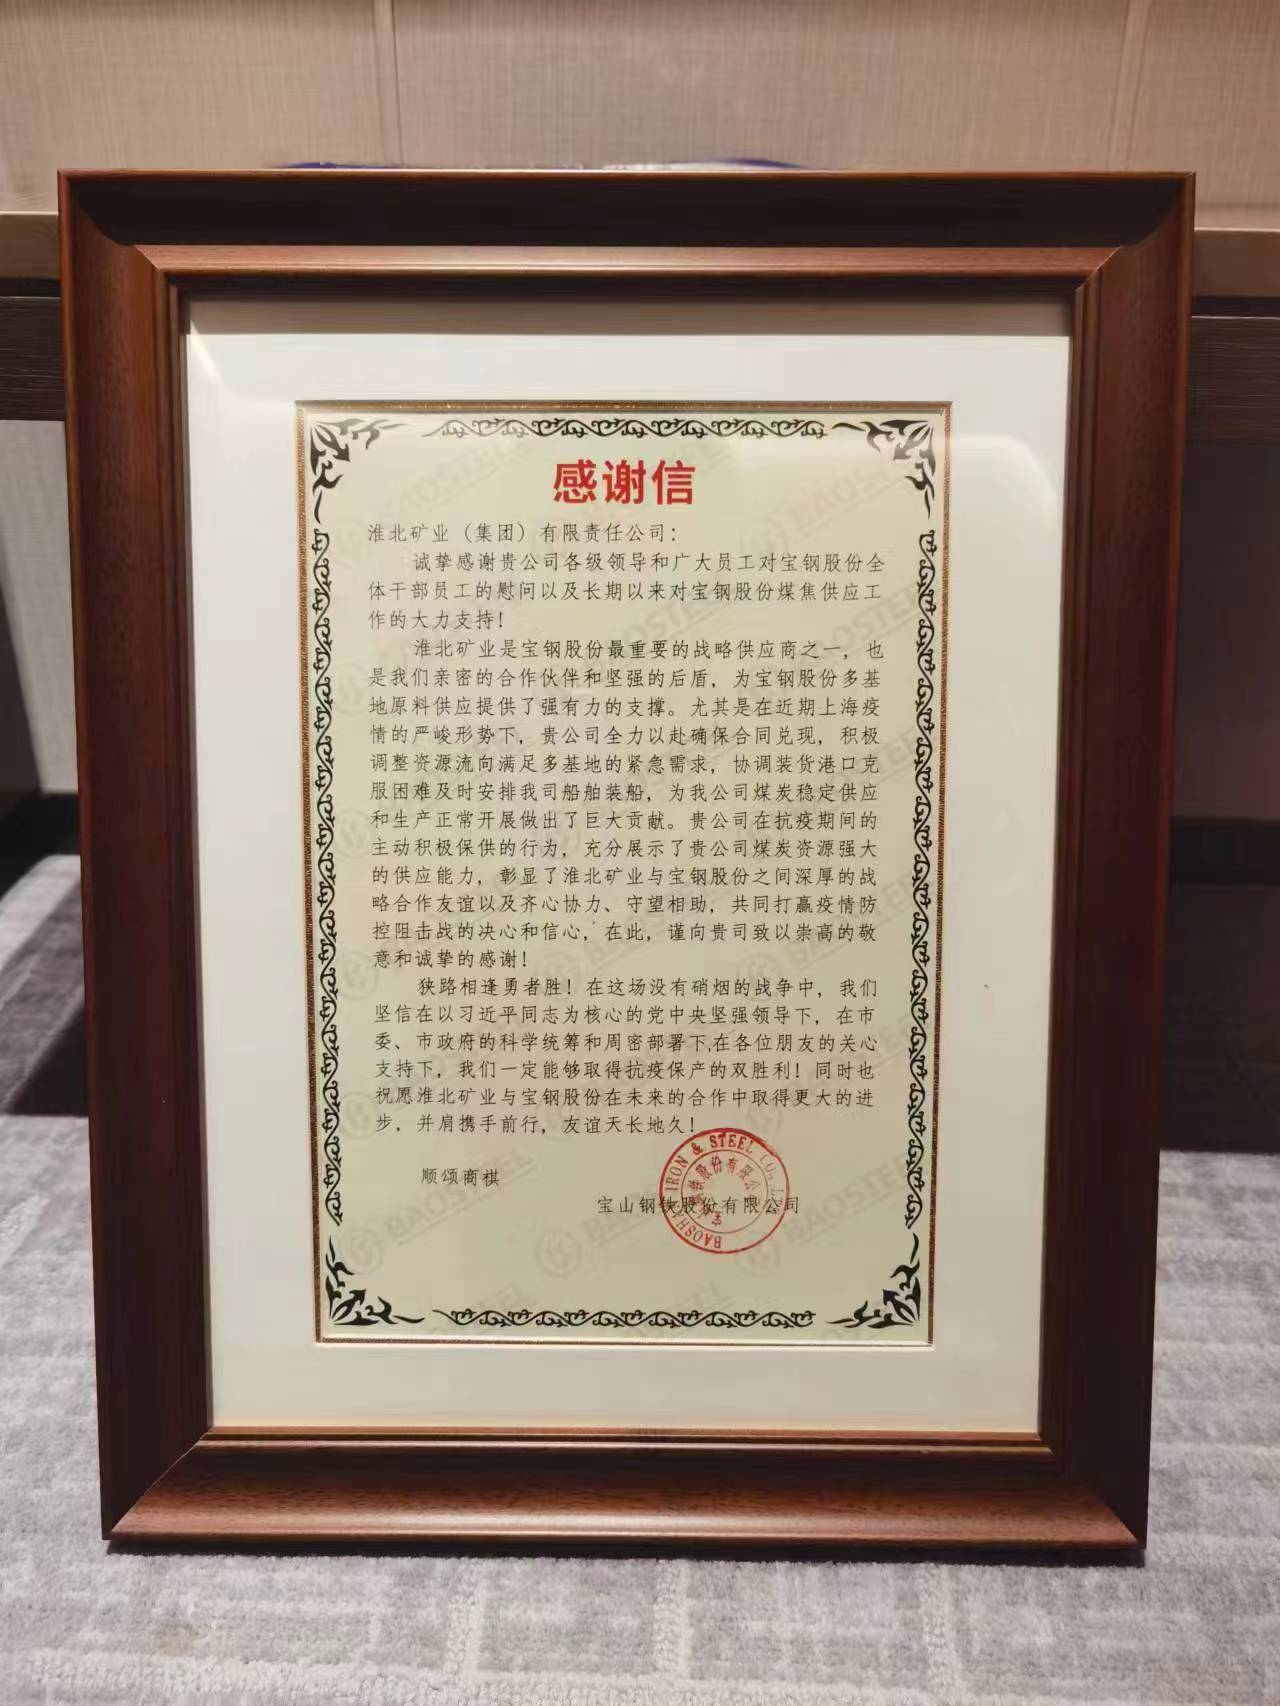 感谢信
淮北矿业（集团）有限责任公司：
诚挚感谢贵公司各级领导和广大员工对宝钢股份全
体干部员工的慰问以及长期以来对宝钢股份煤焦供应工
作的大力支持！
淮北矿业是宝钢股份最重要的战略供应商之一，也
是我们亲密的合作伙伴和坚强的后盾，为宝钢股份多基
地原料供应提供了强有力的支撑。尤其是在近期上海疫
情的严峻形势下，贵公司全力以赴确保合同兑现，积极
调整资源流向满足多基地的紧急需求，协调装货港口克
服困难及时安排我司船舶装船，为我公司煤炭稳定供应
和生产正常开展做出了巨大贡献。贵公司在抗疫期间的
主动积极保供的行为，充分展示了贵公司煤炭资源强大
的供应能力，彰显了淮北矿业与宝钢股份之间深厚的战
略合作友谊以及齐心协力、守望相助，共同打赢疫情防
控阻击战的决心和信心，在此，谨向贵司致以崇高的敬
意和诚挚的感谢！
狭路相逢勇者胜！在这场没有硝烟的战争中，我们
坚信在以习近平同志为核心的党中央坚强领导下，在市
委、市政府的科学统筹和周密部署下,在各位朋友的关心
支持下，我们一定能够取得抗疫保产的双胜利！同时也
祝愿淮北矿业与宝钢股份在未来的合作中取得更大的进
步，并肩携手前行，友谊天长地久！
顺颂商祺
宝山钢铁股份有限公司
BAOSHAN IRON & STEEL CO.
BAOSTEEL